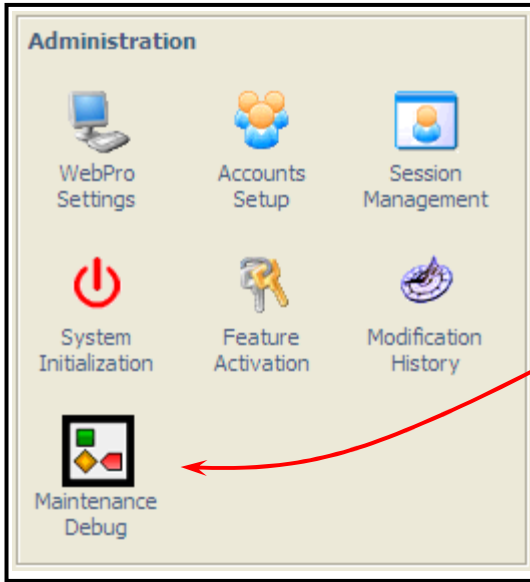 Administration
WebPro
Settings
Accounts
Setup
Session
Management
System
Initialization
Feature
Activation
Modification
History
Maintenance
Debug